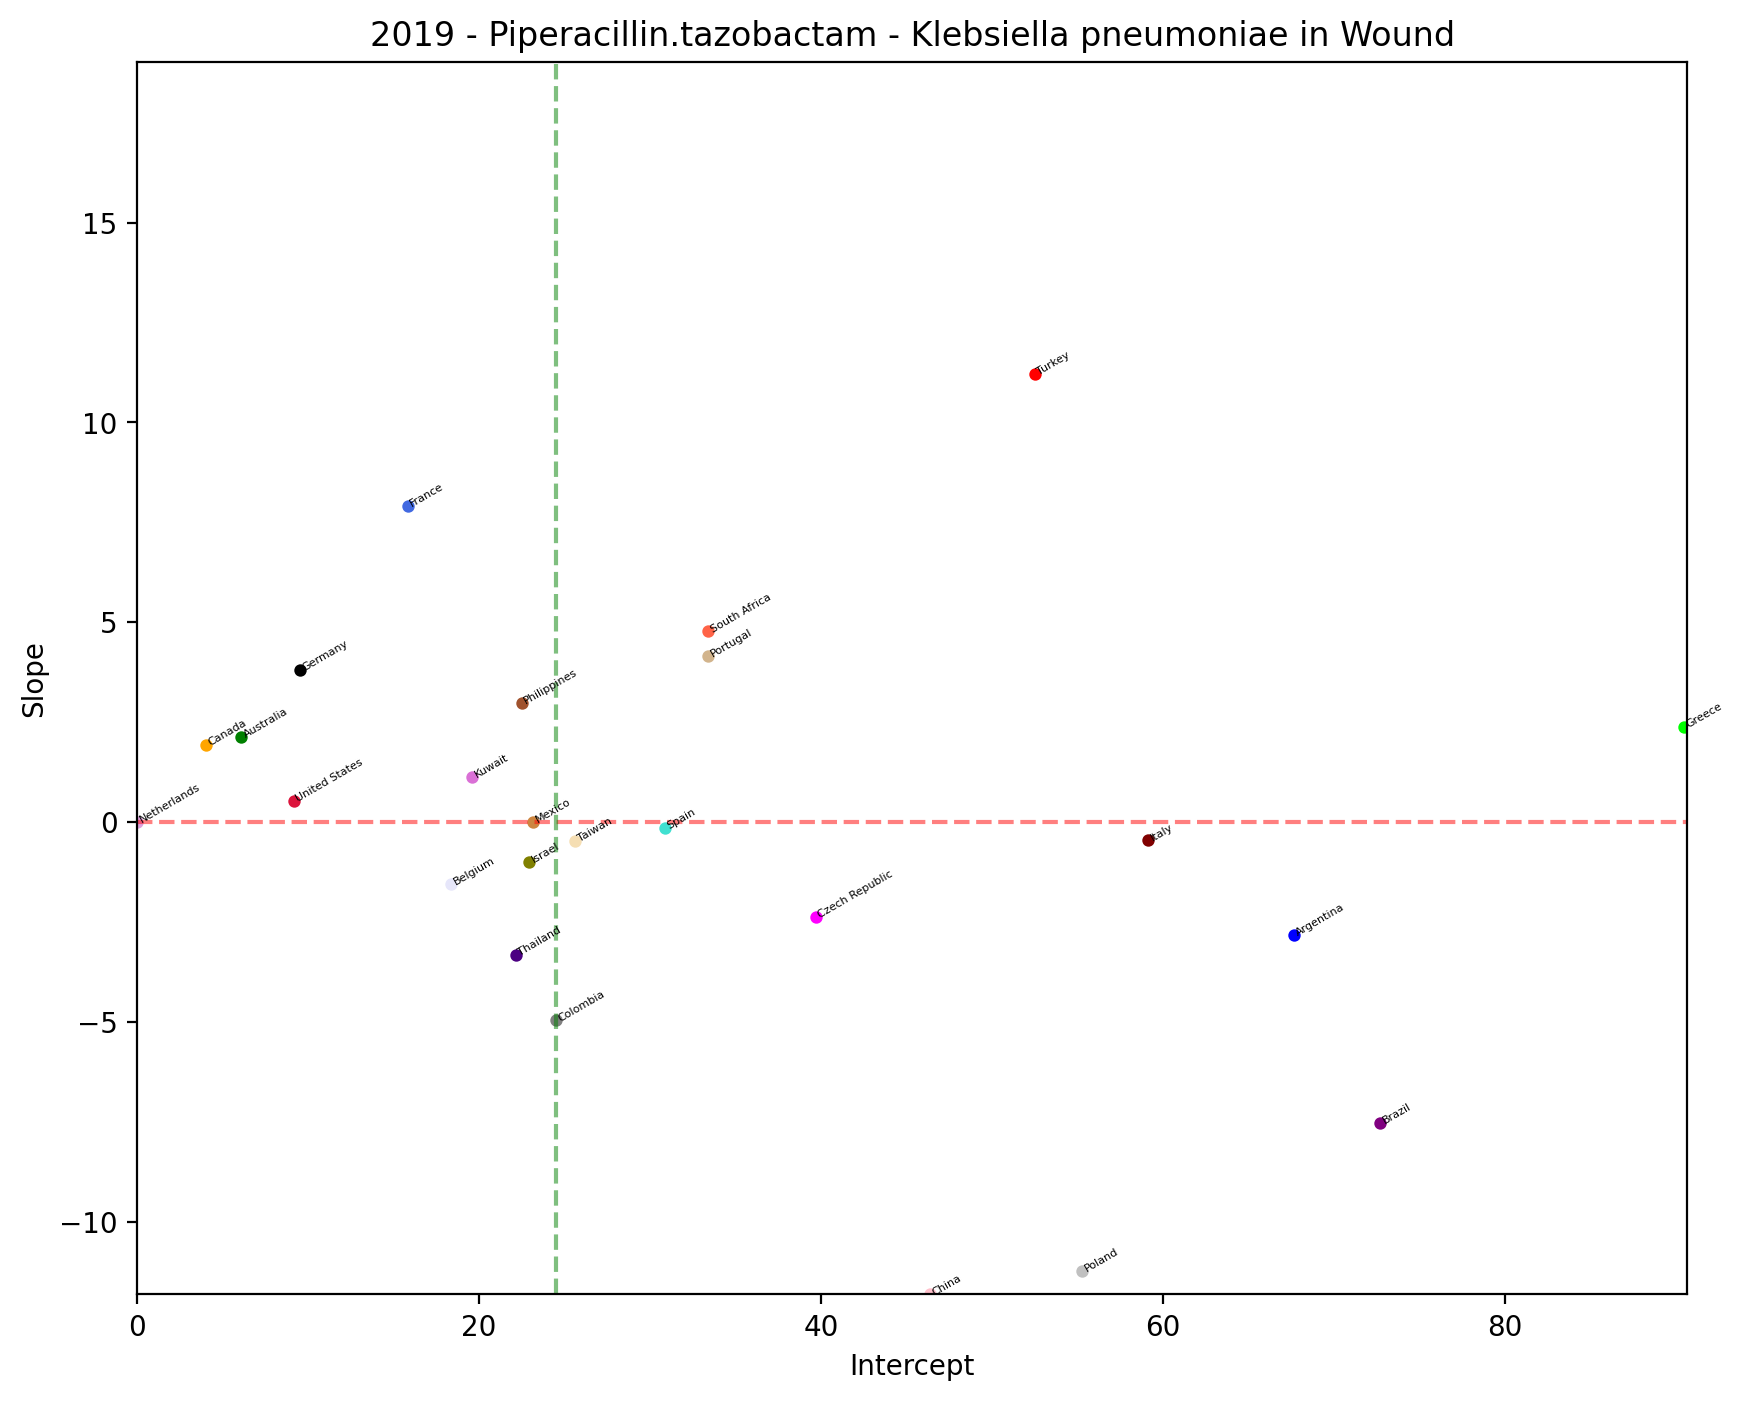 2019 - Piperacillin.tazobactam - Klebsiella pneumoniae in Wound
15
Turkey
10
France
South Africa
5
Portugal
Germany
Philippines
Slope
Greece
Canada
Australia
Kuwait
United States
Netherlands
Mexico
0
Spain
Taiwan
Italy
Israel
Belgium
Czech Republic
Argentina
Thailand
Colombia
−5
Brazil
−10
Poland
China
0
20
40
60
80
Intercept